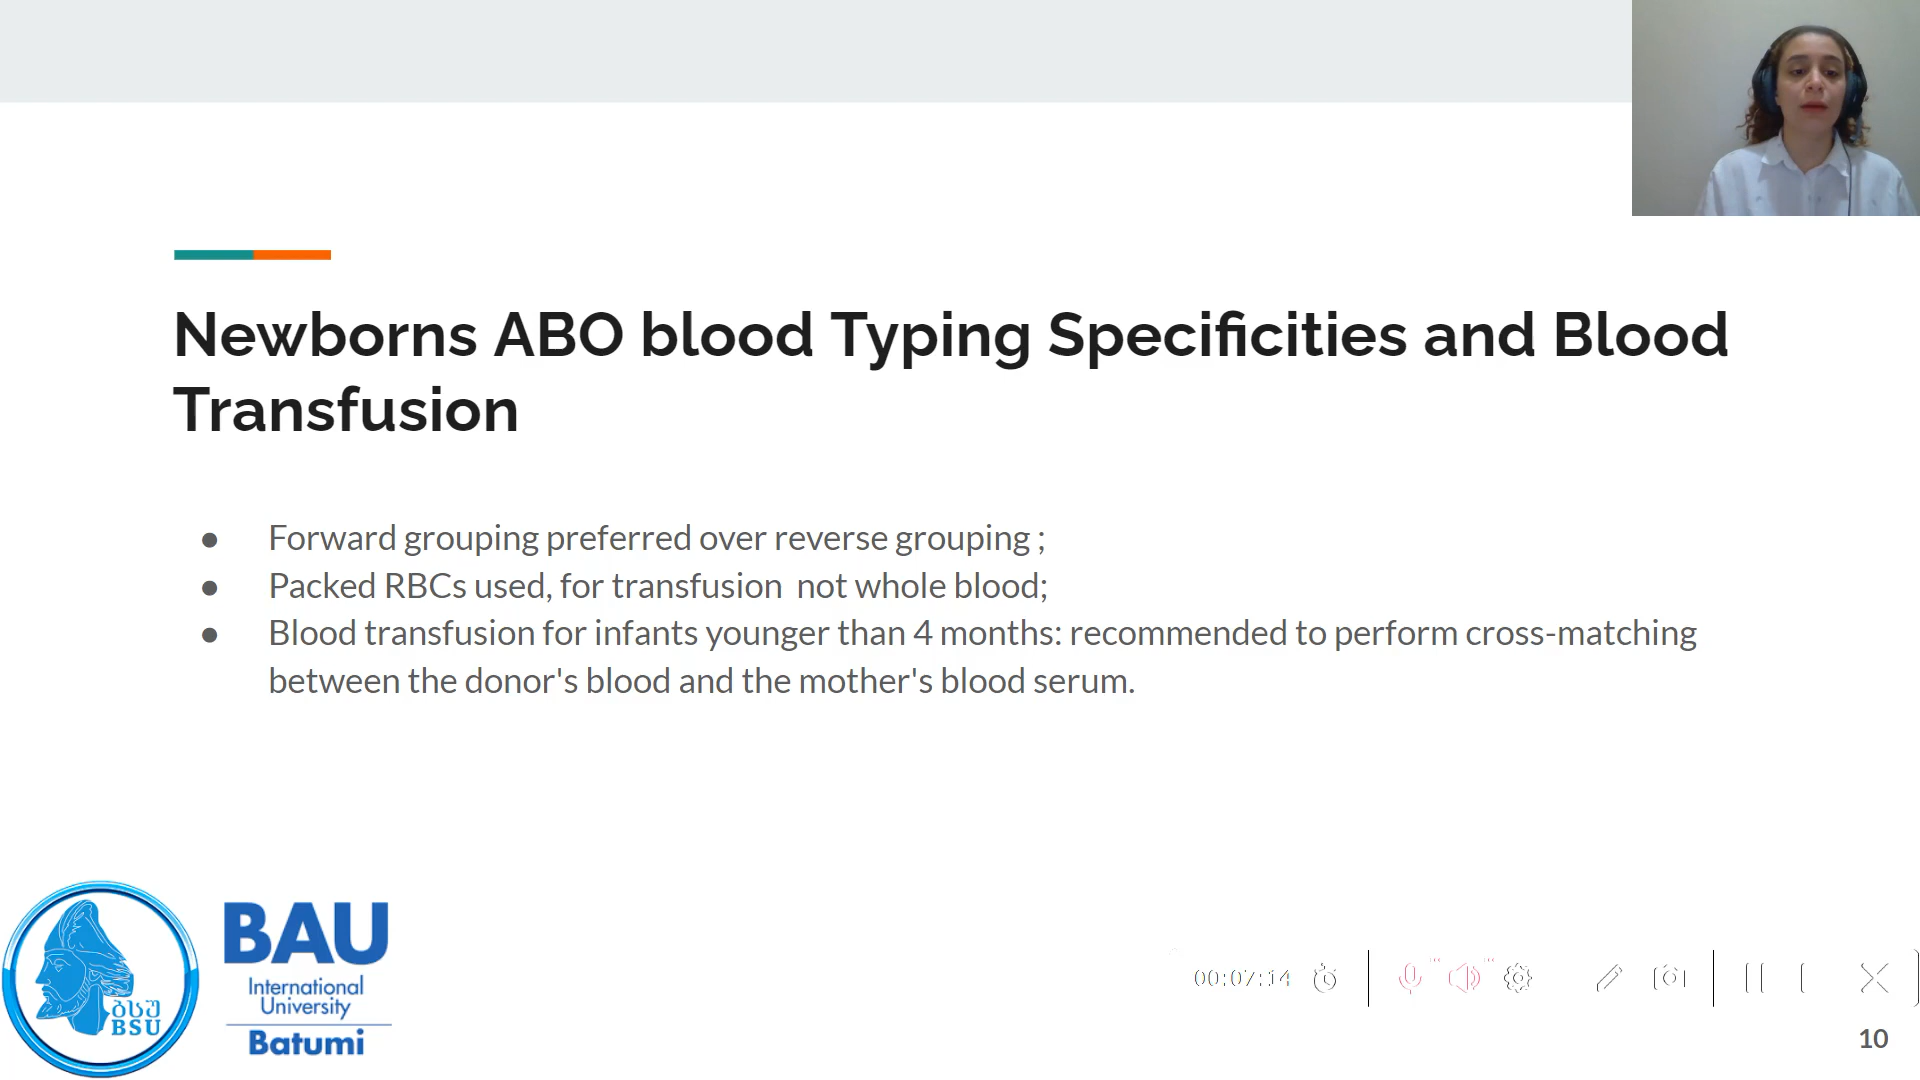 Newborns ABO blood Typing Specificities and Blood
Transfusion
● Forward grouping preferred over reverse grouping ;
● Packed RBCs used, for transfusion  not whole blood;
● Blood transfusion for infants younger than 4 months: recommended to perform cross-matching
between the donor's blood and the mother's blood serum.
ბსუ
BSU
BAU
International
University
Batumi
00:07:14
10